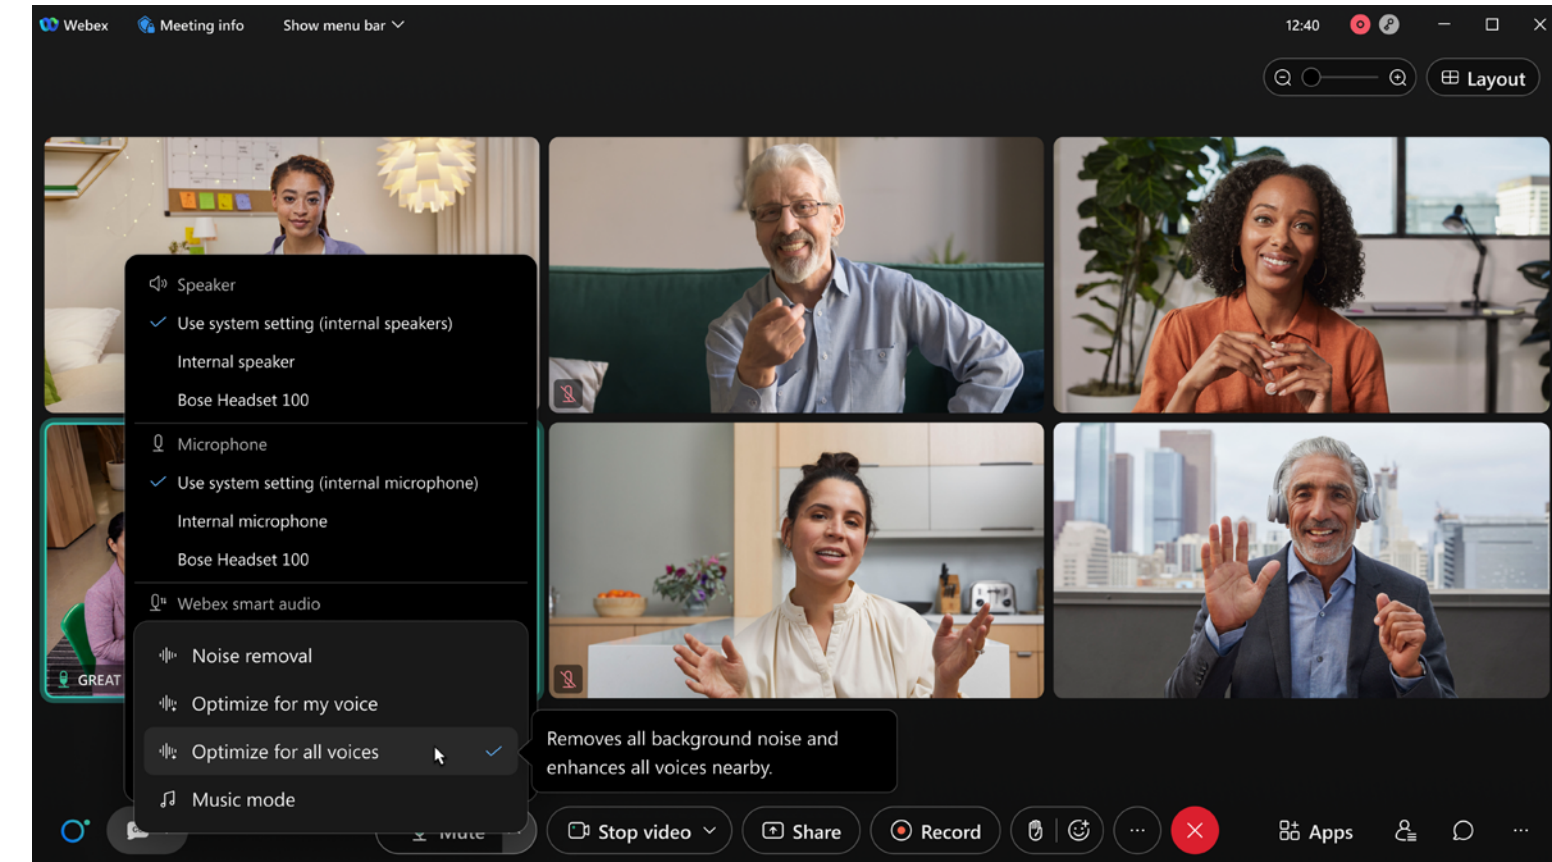 Webex
Meeting info
Show menu bar
12:40
Layout
Speaker
Use system setting (internal speakers)
Internal speaker
Bose Headset 100
Microphone
Use system setting (internal microphone)
Internal microphone
Bose Headset 100
Webex smart audio
Noise removal
Optimize for my voice
Optimize for all voices
Music mode
GREAT
Removes all background noise and
enhances all voices nearby.
Mute
Stop video
Share
Record
Apps